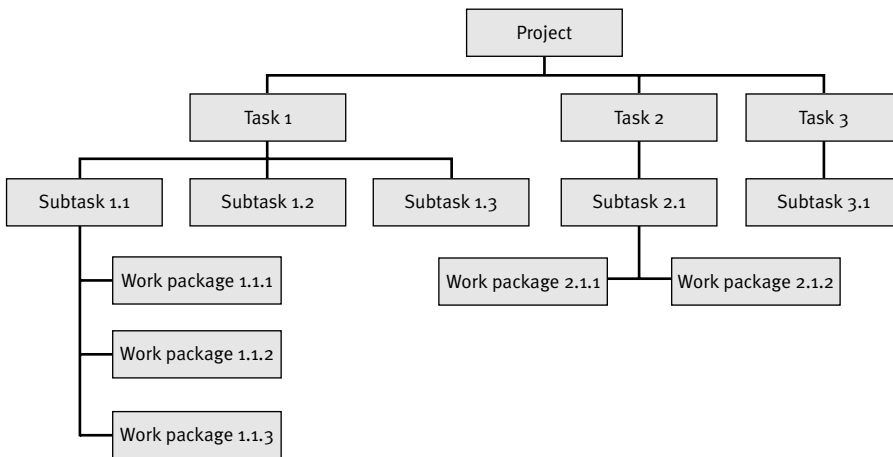 Project
Task 1
Task 2
Task 3
Subtask 1.1
Subtask 1.2
Subtask 1.3
Subtask 2.1
Subtask 3.1
Work package 1.1.1
Work package 2.1.1
Work package 2.1.2
Work package 1.1.2
Work package 1.1.3